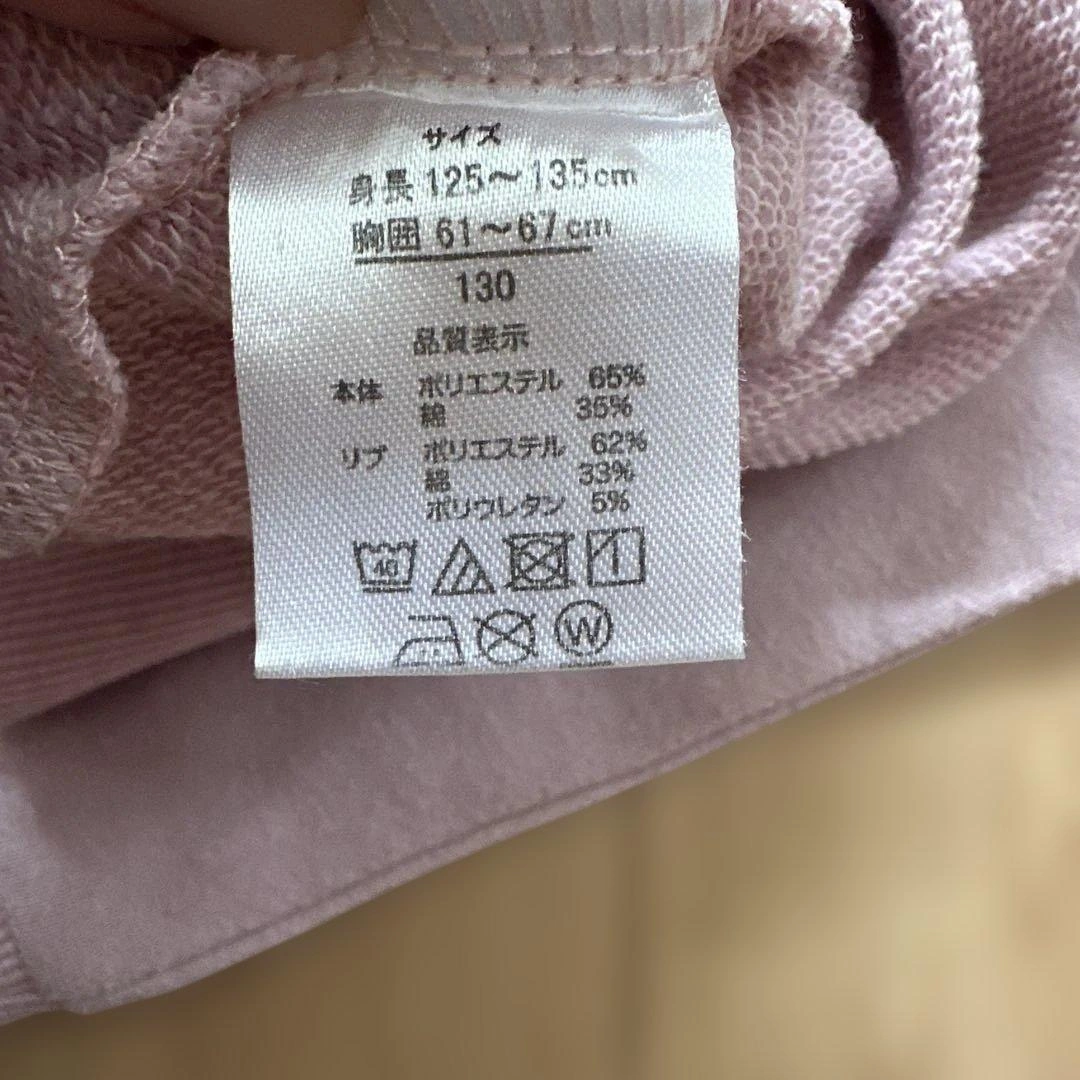 サイズ
身長 125～135cm
胸囲 61～67cm
130
品質表示
本体 ポリエステル 65%
綿 35%
リブ ポリエステル 62%
綿 33%
ポリウレタン 5%
40
W